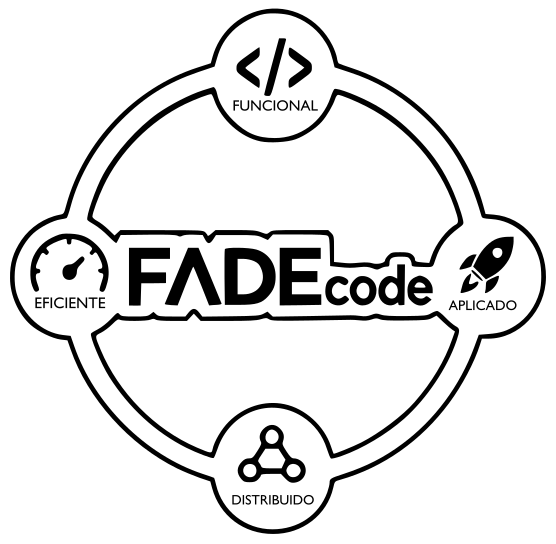 </>
FUNCIONAL
EFICIENTE
FADEcode
APLICADO
DISTRIBUIDO